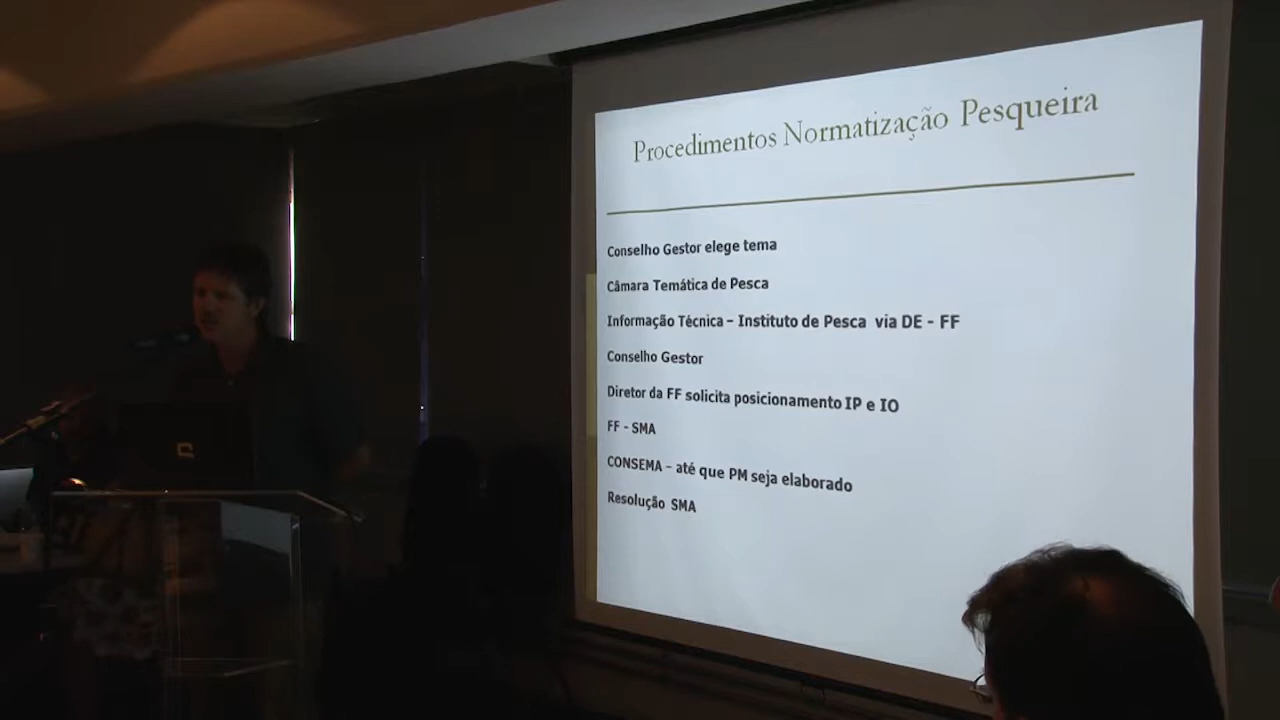 Procedimentos Normatização Pesqueira
Conselho Gestor elege tema
Câmara Temática de Pesca
Informação Técnica – Instituto de Pesca via DE - FF
Conselho Gestor
Diretor da FF solicita posicionamento IP e IO
FF - SMA
CONSEMA – até que PM seja elaborado
Resolução SMA